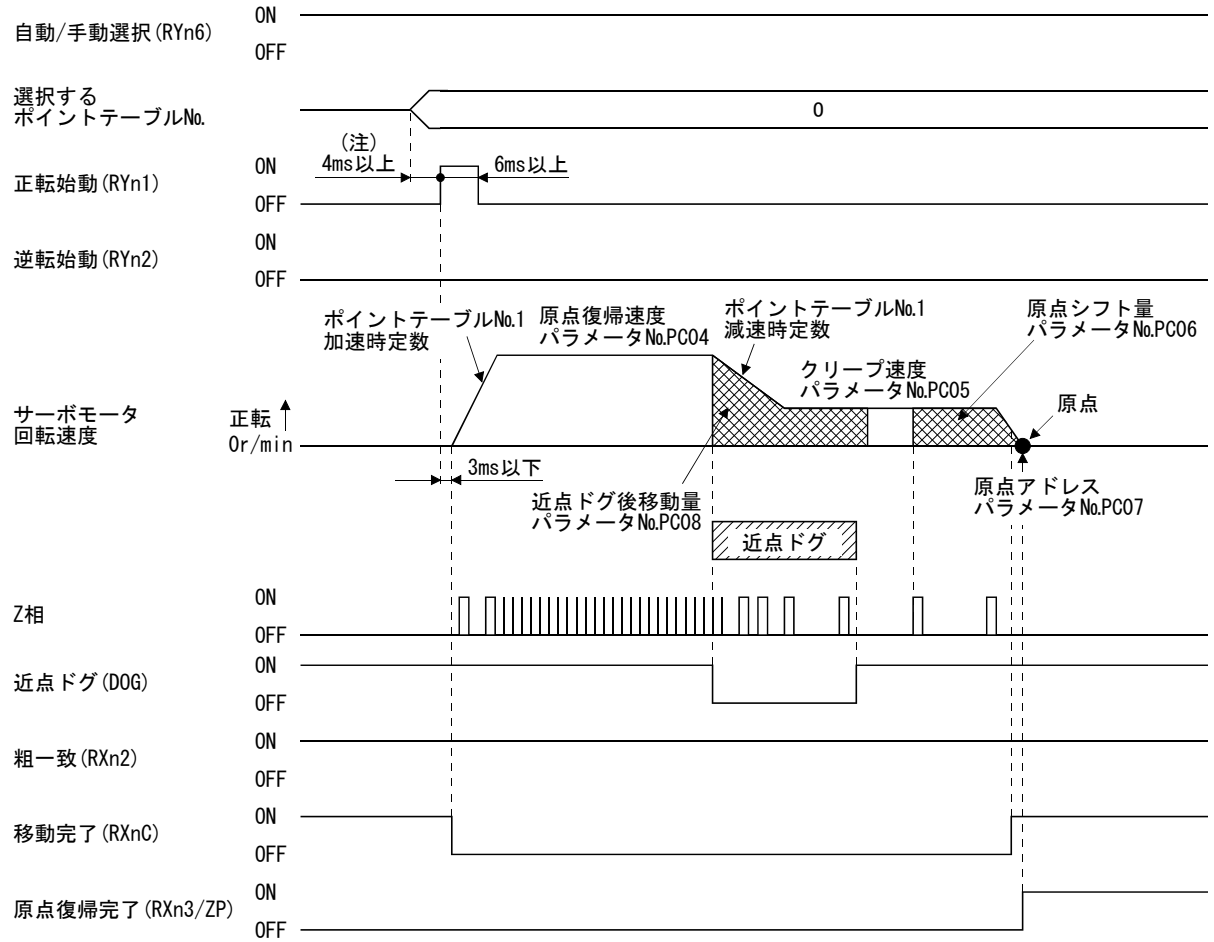 自動/手動選択(RYn6)
ON
OFF
選択する
ポイントテーブルNo.
0
正転始動(RYn1)
ON
OFF
(注)
4ms以上
6ms以上
逆転始動(RYn2)
ON
OFF
サーボモータ
回転速度
正転
0r/min
ポイントテーブルNo.1
加速時定数
原点復帰速度
パラメータNo.PC04
ポイントテーブルNo.1
減速時定数
クリープ速度
パラメータNo.PC05
原点シフト量
パラメータNo.PC06
原点
3ms以下
近点ドグ後移動量
パラメータNo.PC08
原点アドレス
パラメータNo.PC07
近点ドグ
Z相
ON
OFF
近点ドグ(DOG)
ON
OFF
粗一致(RXn2)
ON
OFF
移動完了(RXnC)
ON
OFF
原点復帰完了(RXn3/ZP)
ON
OFF